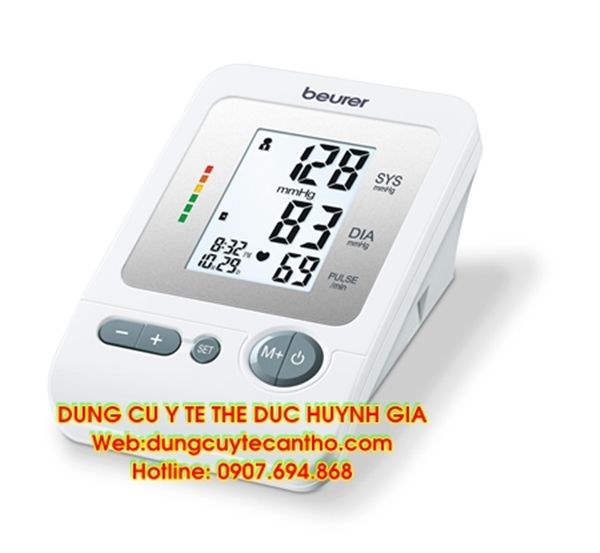 beurer
128
SYS
mmHg
mmHg
83
DIA
mmHg
8:32
10 29
69
PULSE
/min
− +
SET
M+
DUNG CU Y TE THE DUC HUYNH GIA
Web:dungcuytecantho.com
Hotline: 0907.694.868